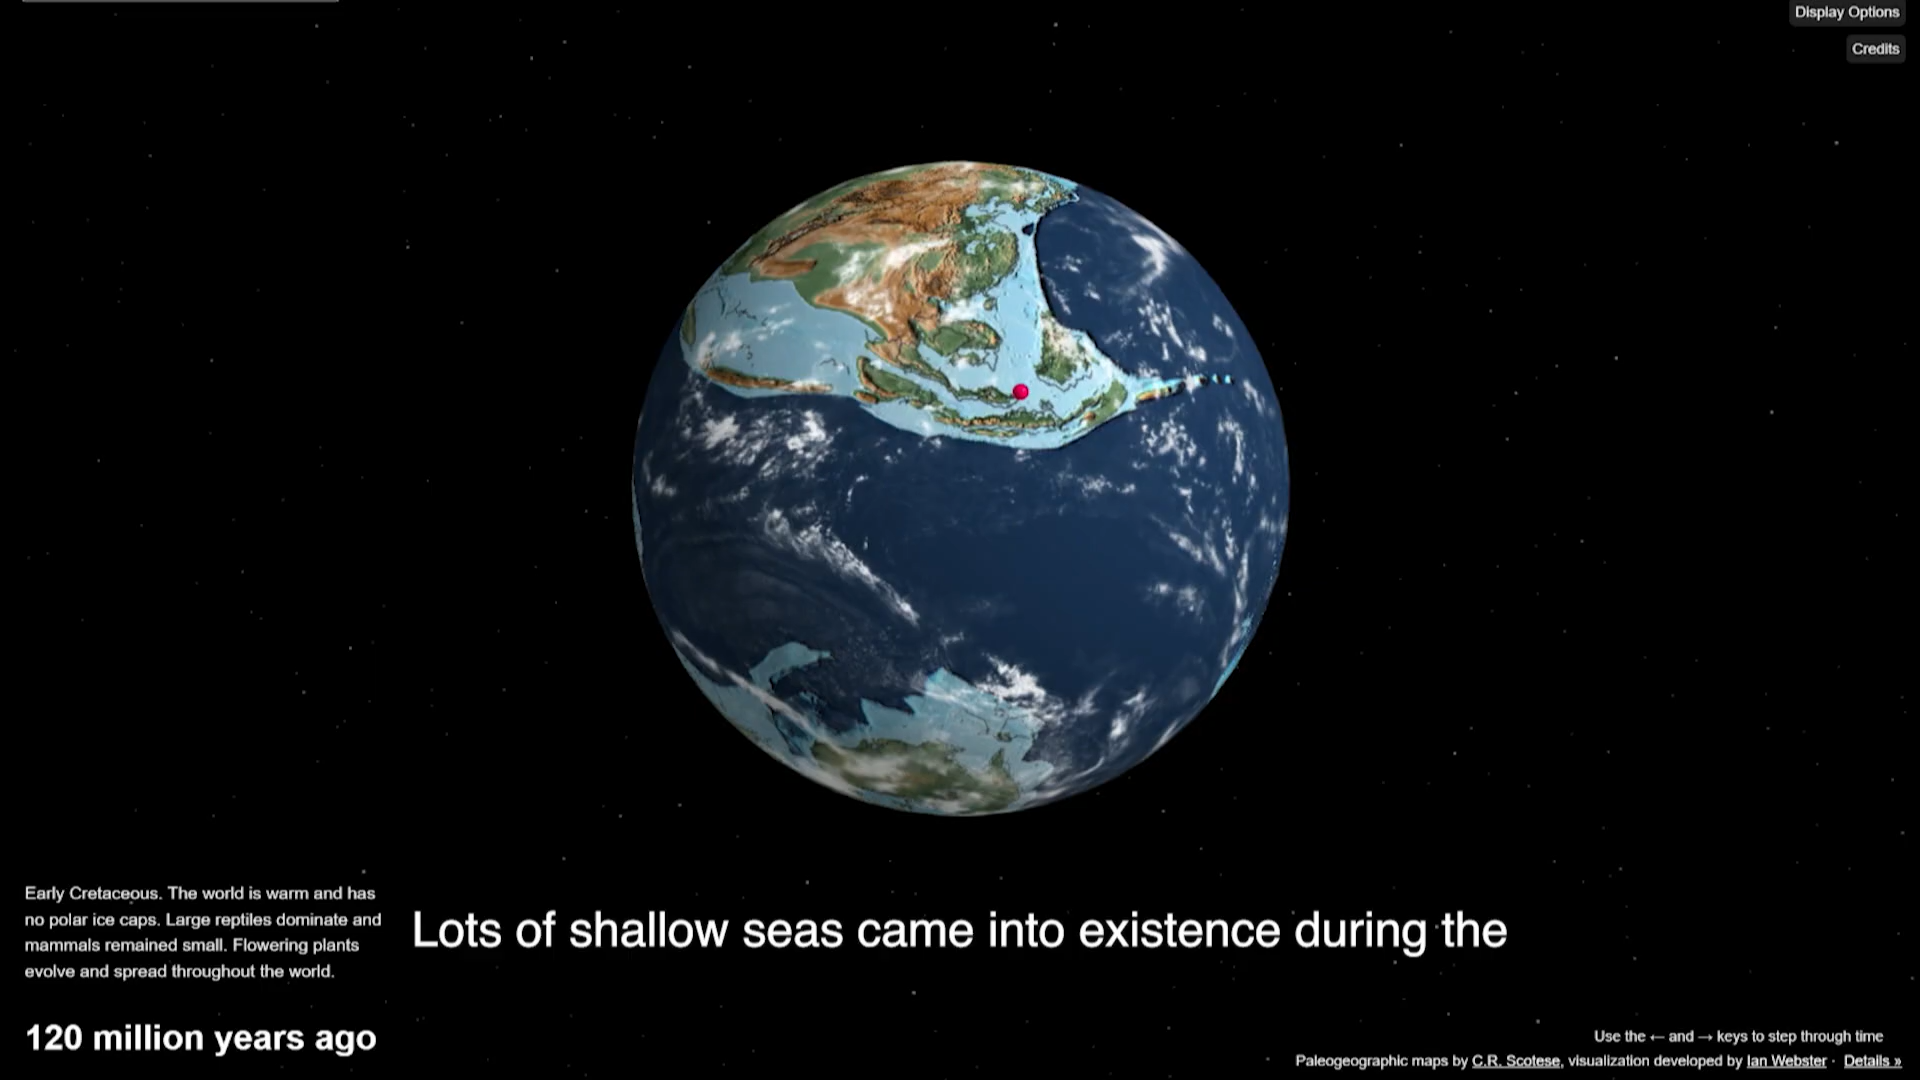 Display Options
Credits
Early Cretaceous. The world is warm and has
no polar ice caps. Large reptiles dominate and
mammals remained small. Flowering plants
evolve and spread throughout the world.
Lots of shallow seas came into existence during the
120 million years ago
Use the ← and → keys to step through time
Paleogeographic maps by C.R. Scotese, visualization developed by Ian Webster · Details »